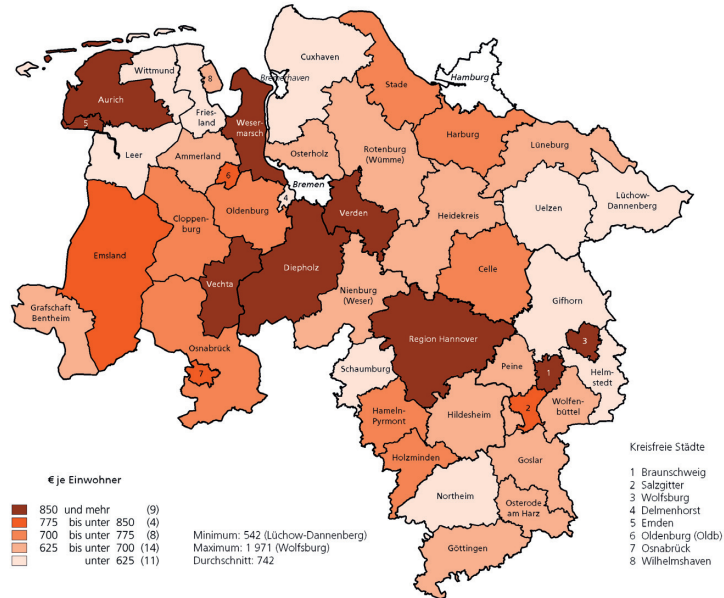 Cuxhaven
Wittmund
8
Bremerhaven
Hamburg
Stade
Aurich
Fries-
land
Weser-
marsch
5
Harburg
Lüneburg
Leer
Ammerland
Osterholz
Rotenburg
(Wümme)
6
Bremen
4
Lüchow-
Dannenberg
Uelzen
Cloppen-
burg
Oldenburg
Verden
Heidekreis
Emsland
Diepholz
Celle
Vechta
Nienburg
(Weser)
Gifhorn
Grafschaft
Bentheim
Region Hannover
3
Osnabrück
Schaumburg
Peine
1
Helm-
stedt
7
Hameln-
Pyrmont
Hildesheim
2
Wolfen-
büttel
Holzminden
Goslar
Northeim
Osterode
am Harz
Göttingen
€ je Einwohner
850 und mehr (9)
775 bis unter 850 (4)
700 bis unter 775 (8)
625 bis unter 700 (14)
unter 625 (11)
Minimum: 542 (Lüchow-Dannenberg)
Maximum: 1 971 (Wolfsburg)
Durchschnitt: 742
Kreisfreie Städte
1 Braunschweig
2 Salzgitter
3 Wolfsburg
4 Delmenhorst
5 Emden
6 Oldenburg (Oldb)
7 Osnabrück
8 Wilhelmshaven